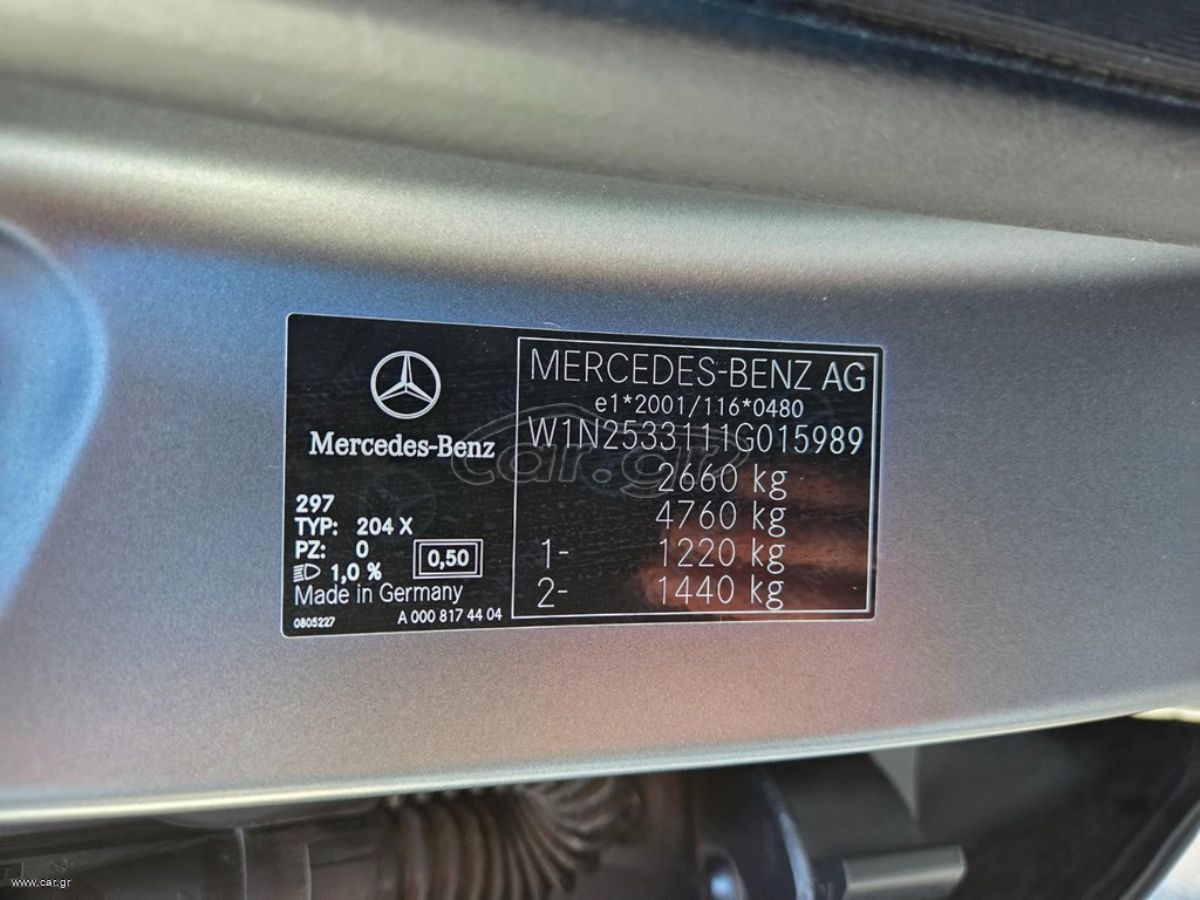 Mercedes-Benz
297
TYP: 204 X
PZ: 0
1,0 %
0,50
Made in Germany
0805227
A 000 817 44 04
MERCEDES-BENZ AG
e1*2001/116*0480
W1N2533111G015989
2660 kg
4760 kg
1- 1220 kg
2- 1440 kg
car.gr
www.car.gr